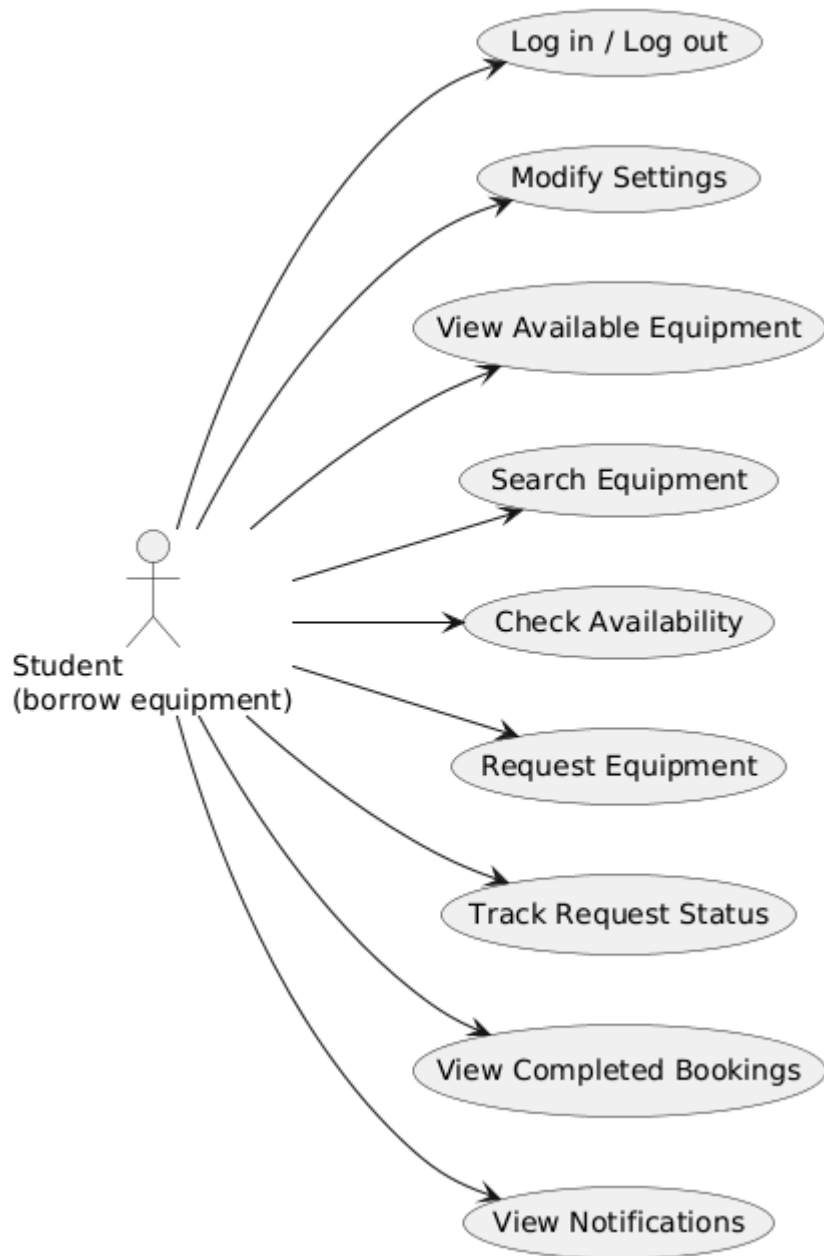 Log in / Log out
Modify Settings
View Available Equipment
Search Equipment
Check Availability
Student
(borrow equipment)
Request Equipment
Track Request Status
View Completed Bookings
View Notifications